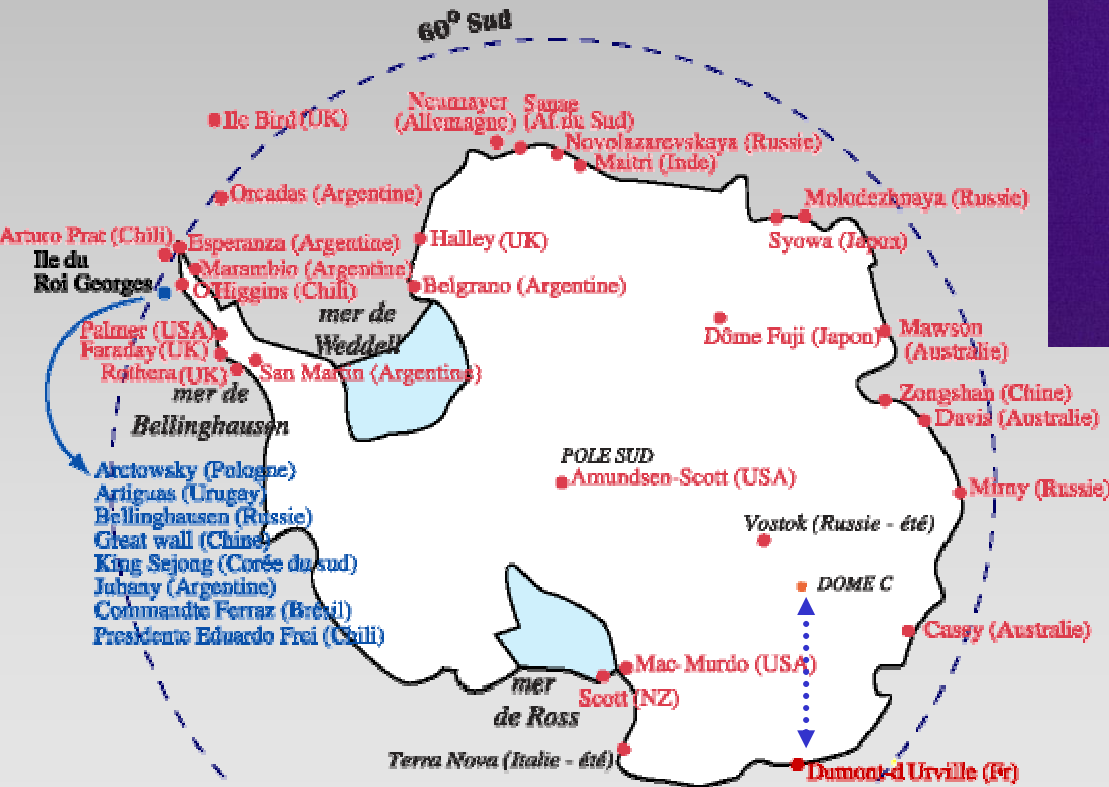 60° Sud
Neumayer
(Allemagne)
Sanae
(Af. du Sud)
Ile Bird (UK)
Novolazarevskaya (Russie)
Maitri (Inde)
Orcadas (Argentine)
Molodezhnaya (Russie)
Syowa (Japon)
Arturo Prat (Chili)
Esperanza (Argentine)
Halley (UK)
Ile du
Roi Georges
Marambio (Argentine)
O'Higgins (Chili)
Belgrano (Argentine)
mer de
Weddell
Palmer (USA)
Faraday (UK)
Rothera (UK)
San Martin (Argentine)
Dôme Fuji (Japon)
Mawson
(Australie)
mer de
Bellinghausen
Zongshan (Chine)
Davis (Australie)
POLE SUD
Amundsen-Scott (USA)
Mirny (Russie)
Arctowsky (Pologne)
Artiguas (Urugay)
Bellinghausen (Russie)
Great wall (Chine)
King Sejong (Corée du sud)
Jubany (Argentine)
Commandte Ferraz (Brésil)
Presidente Eduardo Frei (Chili)
Vostok (Russie - été)
DOME C
Casey (Australie)
Mac-Murdo (USA)
Scott (NZ)
mer
de Ross
Terra Nova (Italie - été)
Dumont-d'Urville (Fr)